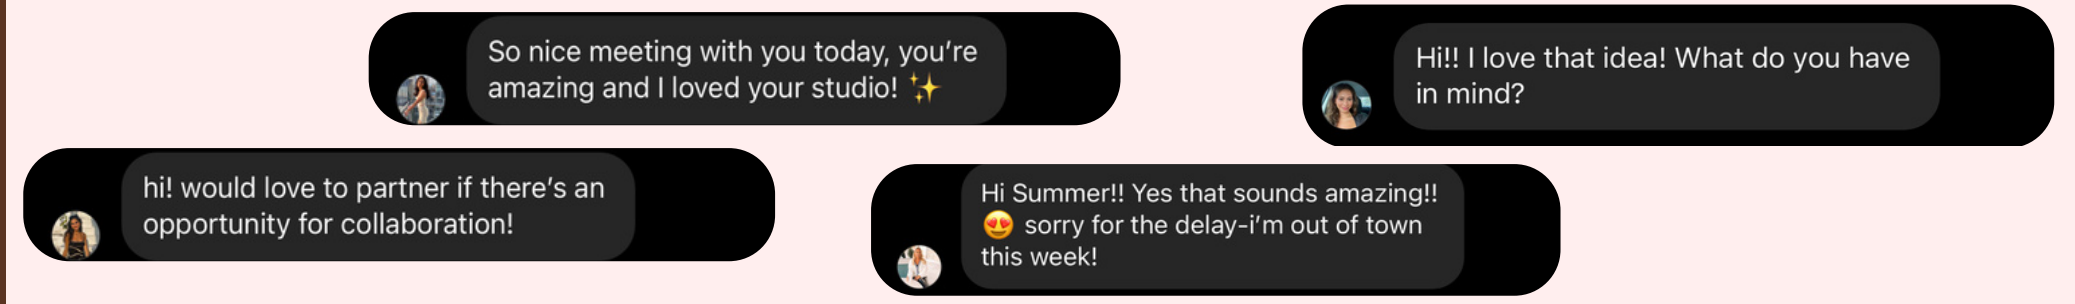 So nice meeting with you today, you’re
amazing and I loved your studio! ✨
Hi!! I love that idea! What do you have
in mind?
hi! would love to partner if there’s an
opportunity for collaboration!
Hi Summer!! Yes that sounds amazing!!
😍 sorry for the delay-i’m out of town
this week!